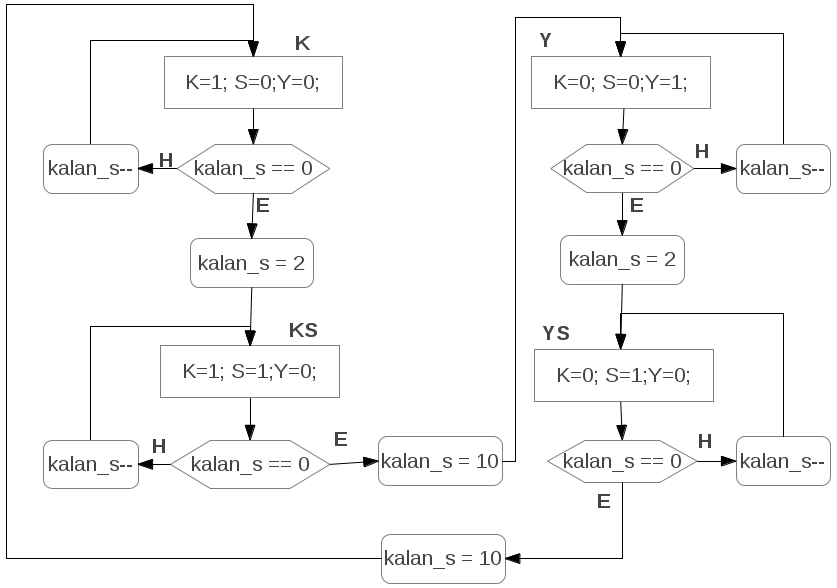 K
K=1; S=0;Y=0;
H
kalan_s--
kalan_s == 0
E
kalan_s = 2
KS
K=1; S=1;Y=0;
H
kalan_s--
kalan_s == 0
E
kalan_s = 10
Y
K=0; S=0;Y=1;
kalan_s == 0
H
kalan_s--
E
kalan_s = 2
YS
K=0; S=1;Y=0;
kalan_s == 0
H
kalan_s--
E
kalan_s = 10